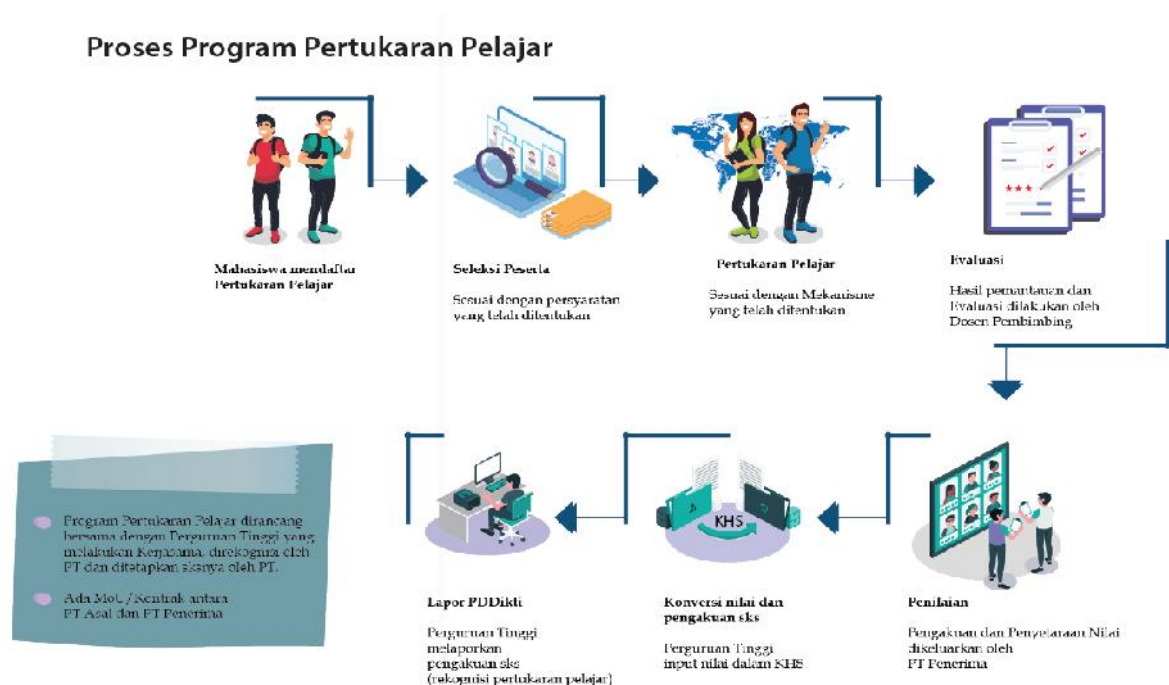 Proses Program Pertukaran Pelajar
Mahasiswa mendaftar
Pertukaran Pelajar
Seleksi Peserta
Sesuai dengan persyaratan
yang telah ditentukan
Pertukaran Pelajar
Sesuai dengan Mekanisme
yang telah ditentukan
Evaluasi
Hasil pemantauan dan
Evaluasi dilakukan oleh
Dosen Pembimbing
Penilaian
Pengakuan dan Penyetaraan Nilai
dikeluarkan oleh
PT Penerima
KHS
Konversi nilai dan
pengakuan sks
Perguruan Tinggi
input nilai dalam KHS
Lapor PDDikti
Perguruan Tinggi
melaporkan
pengakuan sks
(rekognisi pertukaran pelajar)
Program Pertukaran Pelajar dirancang
bersama dengan Perguruan Tinggi yang
melakukan Kerjasama, direkognisi oleh
PT dan ditetapkan sksnya oleh PT.
Ada MoU/Kontrak antara
PT Asal dan PT Penerima